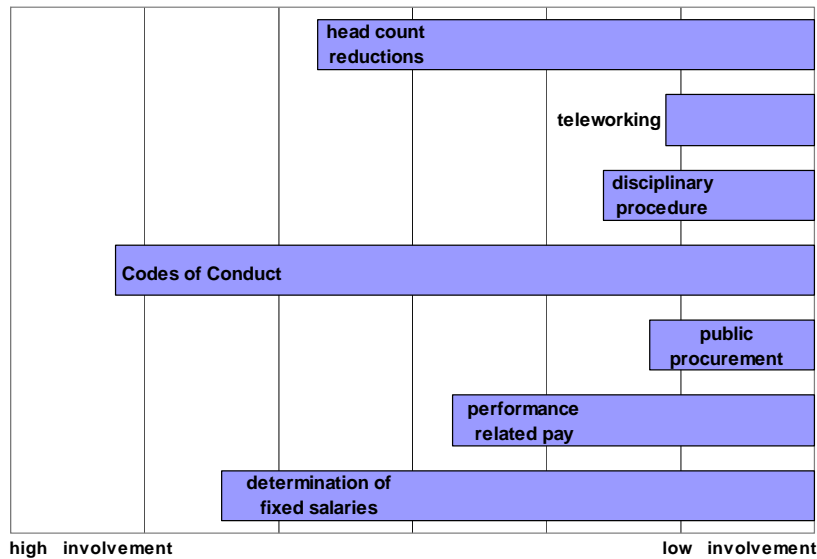 head count
reductions
teleworking
disciplinary
procedure
Codes of Conduct
public
procurement
performance
related pay
determination of
fixed salaries
high involvement
low involvement